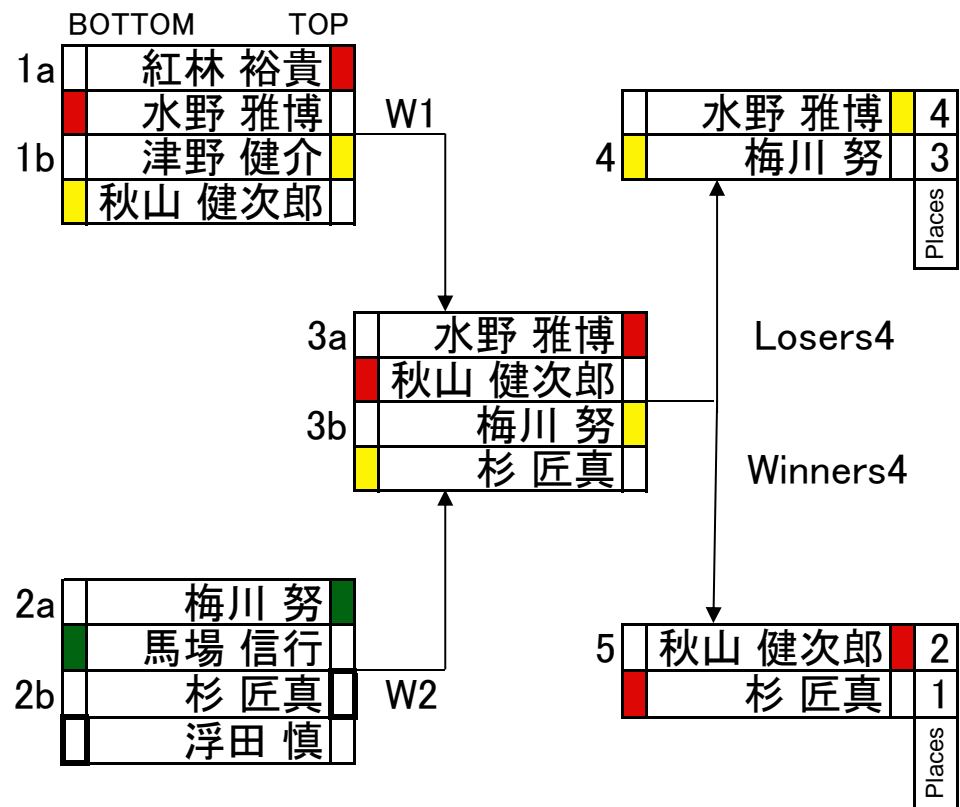 BOTTOM TOP
1a 紅林 裕貴
水野 雅博
1b 津野 健介
秋山 健次郎
W1
水野 雅博 4
4 梅川 努 3
Places
3a 水野 雅博
秋山 健次郎
3b 梅川 努
杉 匠真
Losers4
Winners4
2a 梅川 努
馬場 信行
2b 杉 匠真
浮田 慎
W2
5 秋山 健次郎 2
杉 匠真 1
Places